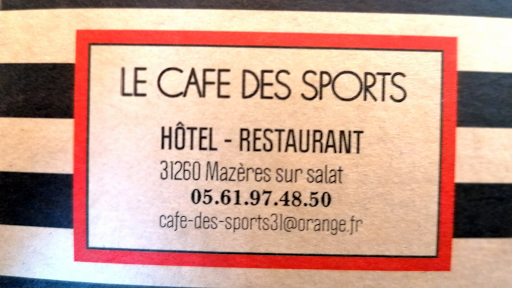 LE CAFE DES SPORTS
HÔTEL - RESTAURANT
31260 Mazères sur salat
05.61.97.48.50
cafe-des-sports31@orange.fr